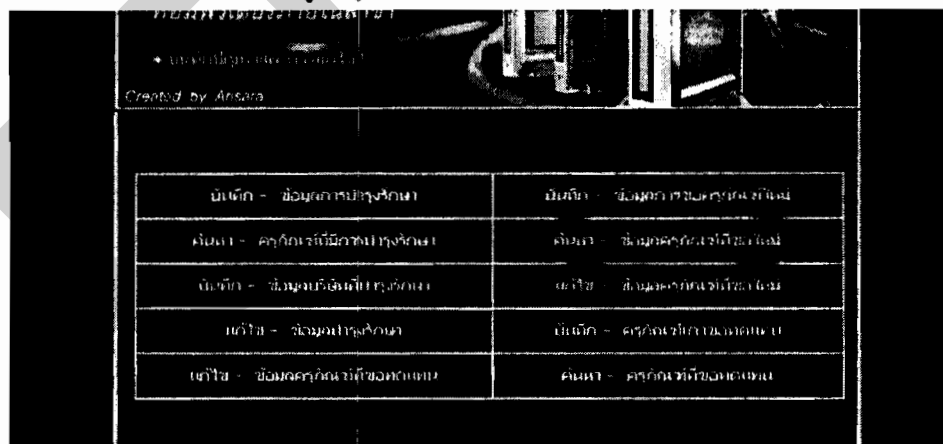 Created by Arisara
บันทึก - ข้อมูลการบำรุงรักษา
บันทึก - ข้อมูลการขอครุภัณฑ์ใหม่
ค้นหา - ครุภัณฑ์ที่มีการบำรุงรักษา
ค้นหา - ข้อมูลครุภัณฑ์ที่ขอใหม่
บันทึก - ข้อมูลบริษัทที่บำรุงรักษา
แก้ไข - ข้อมูลครุภัณฑ์ที่ขอใหม่
แก้ไข - ข้อมูลบำรุงรักษา
บันทึก - ครุภัณฑ์เก่าขอทดแทน
แก้ไข - ข้อมูลครุภัณฑ์ที่ขอทดแทน
ค้นหา - ครุภัณฑ์ที่ขอทดแทน